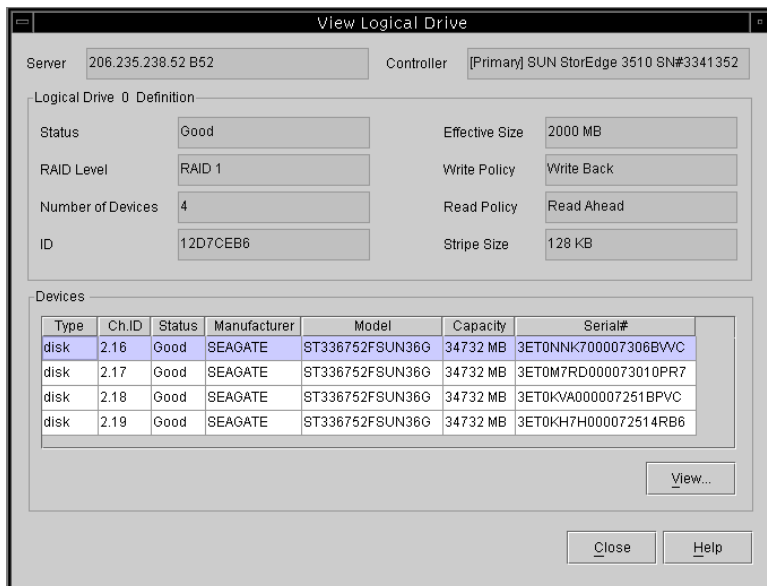 View Logical Drive
Server 206.235.238.52 B52 Controller [Primary] SUN StorEdge 3510 SN#3341352
Logical Drive 0 Definition
Status Good Effective Size 2000 MB
RAID Level RAID 1 Write Policy Write Back
Number of Devices 4 Read Policy Read Ahead
ID 12D7CEB6 Stripe Size 128 KB
Devices
Type Ch.ID Status Manufacturer Model Capacity Serial#
disk 2.16 Good SEAGATE ST336752FSUN36G 34732 MB 3ET0NNK700007306BVVC
disk 2.17 Good SEAGATE ST336752FSUN36G 34732 MB 3ET0M7RD000073010PR7
disk 2.18 Good SEAGATE ST336752FSUN36G 34732 MB 3ET0KVA000007251BPVC
disk 2.19 Good SEAGATE ST336752FSUN36G 34732 MB 3ET0KH7H000072514RB6
View...
Close Help